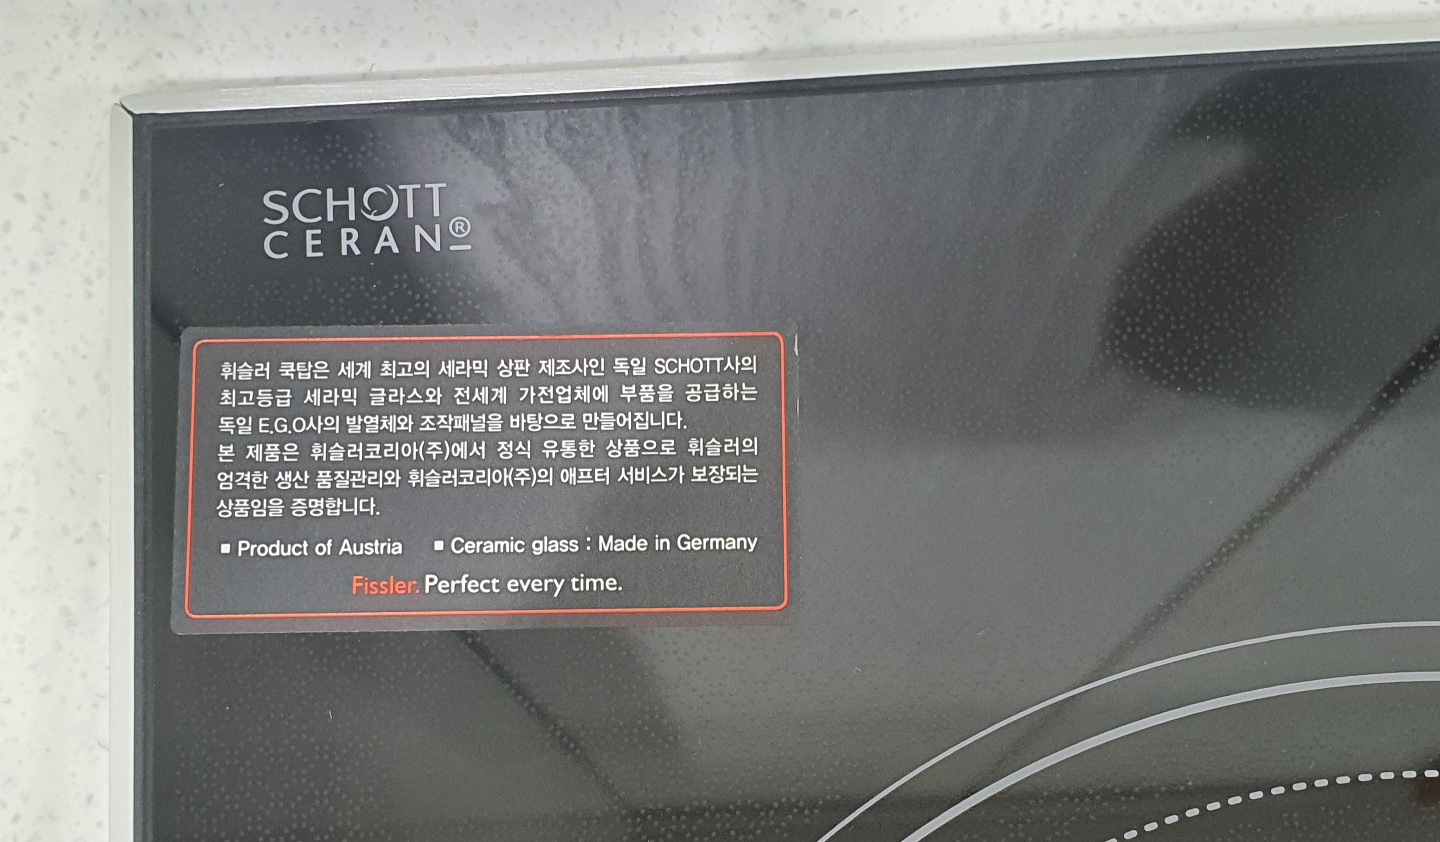 SCHOTT
CERAN®
휘슬러 쿡탑은 세계 최고의 세라믹 상판 제조사인 독일 SCHOTT사의
최고등급 세라믹 글라스와 전세계 가전업체에 부품을 공급하는
독일 E.G.O사의 발열체와 조작패널을 바탕으로 만들어집니다.
본 제품은 휘슬러코리아(주)에서 정식 유통한 상품으로 휘슬러의
엄격한 생산 품질관리와 휘슬러코리아(주)의 애프터 서비스가 보장되는
상품임을 증명합니다.
▪ Product of Austria ▪ Ceramic glass : Made in Germany
Fissler. Perfect every time.